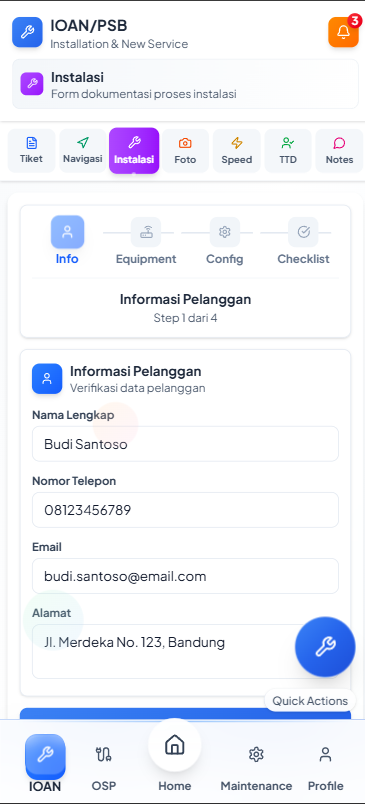 IOAN/PSB
Installation & New Service
3
Instalasi
Form dokumentasi proses instalasi
Tiket
Navigasi
Instalasi
Foto
Speed
TTD
Notes
Info
Equipment
Config
Checklist
Informasi Pelanggan
Step 1 dari 4
Informasi Pelanggan
Verifikasi data pelanggan
Nama Lengkap
Budi Santoso
Nomor Telepon
08123456789
Email
budi.santoso@email.com
Alamat
Jl. Merdeka No. 123, Bandung
Quick Actions
IOAN
OSP
Home
Maintenance
Profile